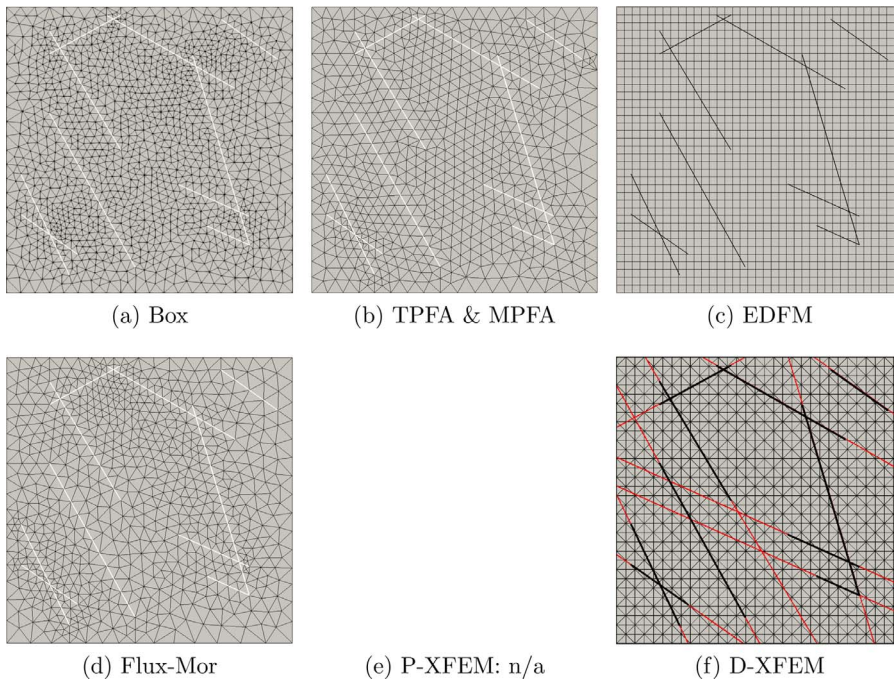 (a) Box
(b) TPFA & MPFA
(c) EDFM
(d) Flux-Mor
(e) P-XFEM: n/a
(f) D-XFEM